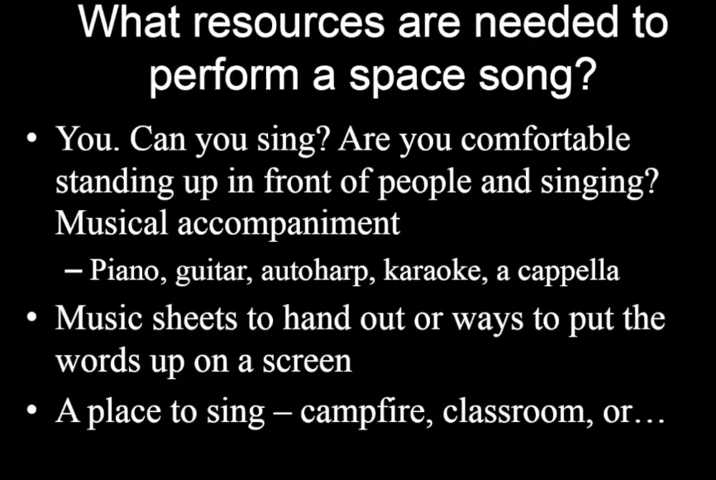 What resources are needed to
perform a space song?
• You. Can you sing? Are you comfortable
standing up in front of people and singing?
Musical accompaniment
– Piano, guitar, autoharp, karaoke, a cappella
• Music sheets to hand out or ways to put the
words up on a screen
• A place to sing – campfire, classroom, or…